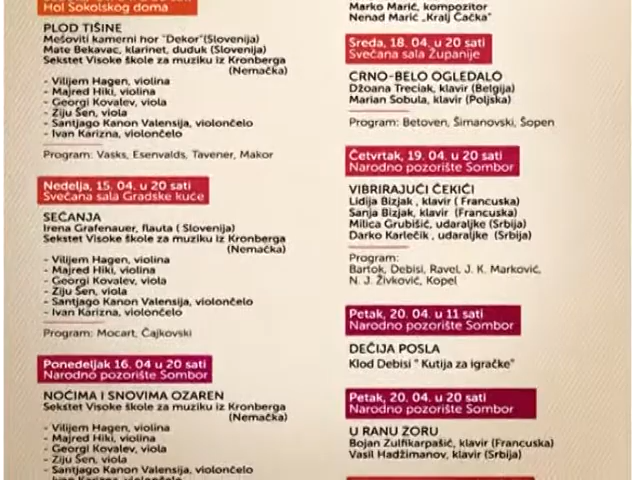 Hol Sokolskog doma
PLOD TIŠINE
Mešoviti kamerni hor "Dekor"(Slovenija)
Mate Bekavac, klarinet, duduk (Slovenija)
Sekstet Visoke škole za muziku iz Kronberga
(Nemačka)
- Vilijem Hagen, violina
- Majred Hiki, violina
- Georgi Kovalev, viola
- Ziju Šen, viola
- Santjago Kanon Valensija, violončelo
- Ivan Karizna, violončelo
Program: Vasks, Esenvalds, Tavener, Makor
Nedelja, 15. 04. u 20 sati
Svečana sala Gradske kuće
SEĆANJA
Irena Grafenauer, flauta ( Slovenija)
Sekstet Visoke škole za muziku iz Kronberga
(Nemačka)
- Vilijem Hagen, violina
- Majred Hiki, violina
- Georgi Kovalev, viola
- Ziju Šen, viola
- Santjago Kanon Valensija, violončelo
- Ivan Karizna, violončelo
Program: Mocart, Čajkovski
Ponedeljak 16. 04 u 20 sati
Narodno pozorište Sombor
NOĆIMA I SNOVIMA OZAREN
Sekstet Visoke škole za muziku iz Kronberga
(Nemačka)
- Vilijem Hagen, violina
- Majred Hiki, violina
- Georgi Kovalev, viola
- Ziju Šen, viola
- Santjago Kanon Valensija, violončelo
Marko Marić, kompozitor
Nenad Marić „Kralj Čačka"
Sreda, 18. 04. u 20 sati
Svečana sala Županije
CRNO-BELO OGLEDALO
Džoana Treciak, klavir (Belgija)
Marian Sobula, klavir (Poljska)
Program: Betoven, Šimanovski, Šopen
Četvrtak, 19. 04. u 20 sati
Narodno pozorište Sombor
VIBRIRAJUĆI ČEKIĆI
Lidija Bizjak , klavir ( Francuska)
Sanja Bizjak, klavir (Francuska)
Milica Grubišić, udaraljke (Srbija)
Darko Karlečik , udaraljke (Srbija)
Program:
Bartok, Debisi, Ravel, J. K. Marković,
N. J. Živković, Kopel
Petak, 20. 04. u 11 sati
Narodno pozorište Sombor
DEČIJA POSLA
Klod Debisi " Kutija za igračke"
Petak, 20. 04. u 20 sati
Narodno pozorište Sombor
U RANU ZORU
Bojan Zulfikarpašić, klavir (Francuska)
Vasil Hadžimanov, klavir (Srbija)